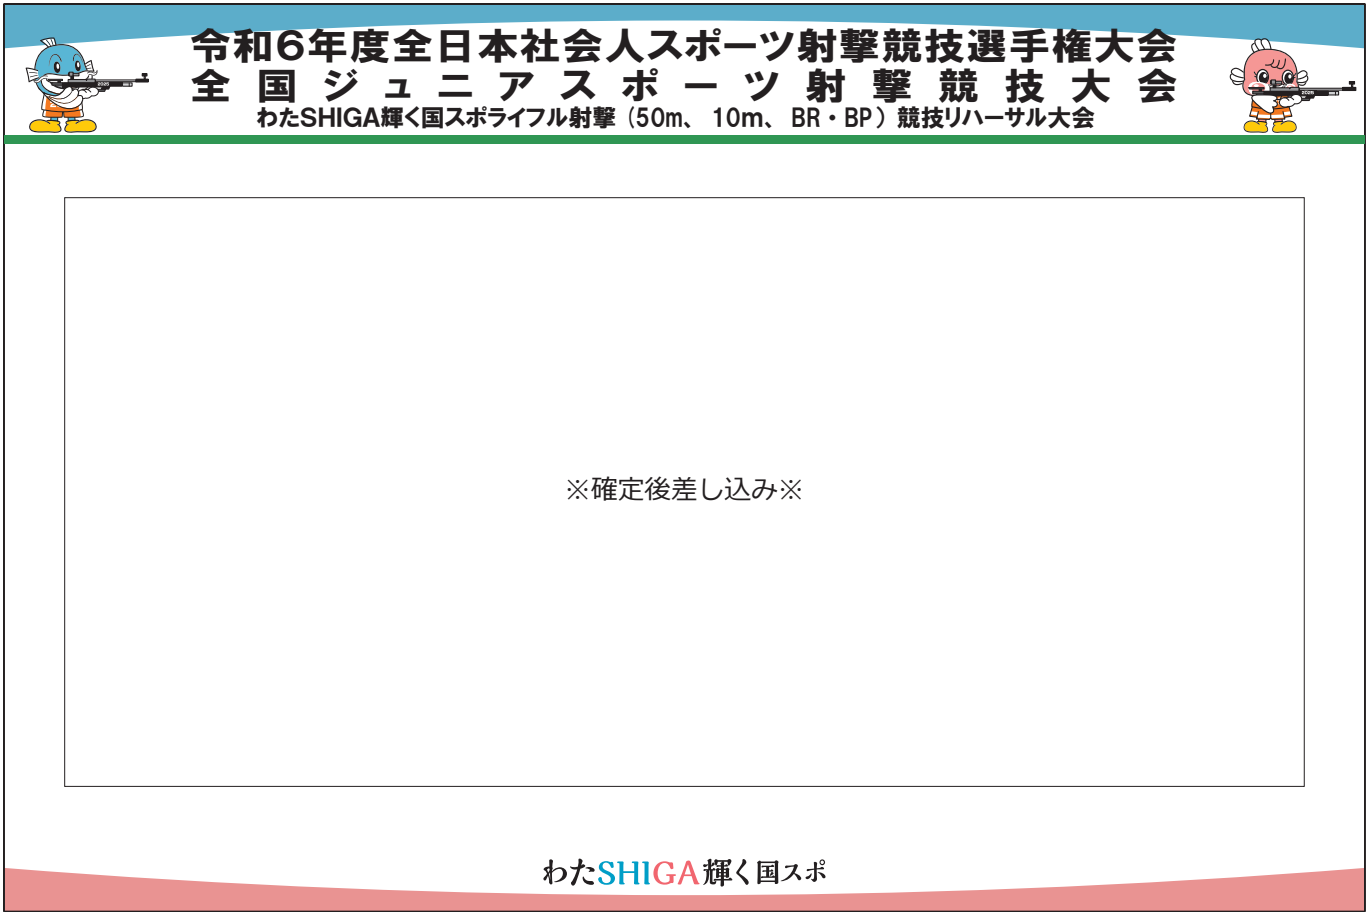 令和6年度全日本社会人スポーツ射撃競技選手権大会
全国ジュニアスポーツ射撃競技大会
わたSHIGA輝く国スポライフル射撃(50m、10m、BR・BP)競技リハーサル大会
2025
2025
※確定後差し込み※
わたSHIGA輝く国スポ